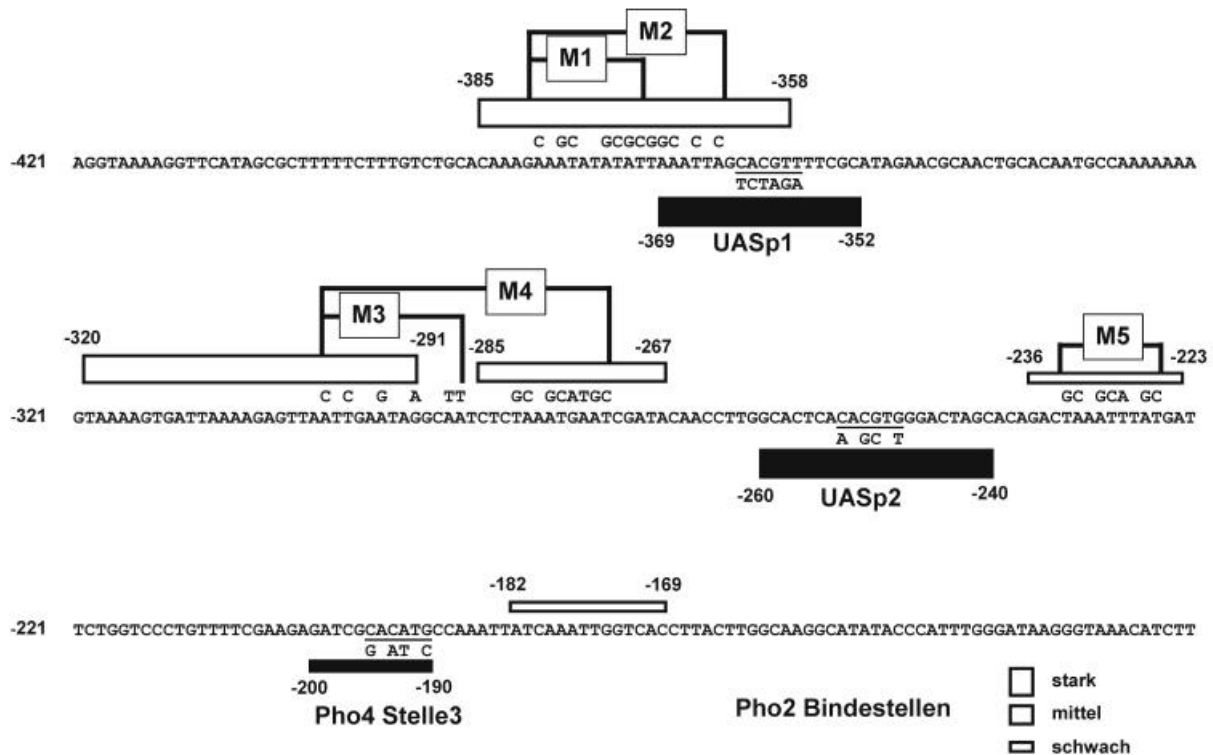 M2
M1
-385 -358
C GC GCGCGGC C C
-421 AGGTAAAAGGTTCATAGCGCTTTTTCTTTGTCTGCACAAAGAAATATATATTAAATTAGCACGTTTTCGCATAGAACGCAACTGCACAATGCCAAAAAAA
TCTAGA
-369 UASp1 -352
M4
M3
-320 -291 -285 -267
M5
-236 -223
C C G A TT GC GCATGC GC GCA GC
-321 GTAAAAGTGATTAAAAGAGTTAATTGAATAGGCAATCTCTAAATGAATCGATACAACCTTGGCACTCACACGTGGGACTAGCACAGACTAAATTTATGAT
A GC T
-260 UASp2 -240
-182 -169
-221 TCTGGTCCCTGTTTTCGAAGAGATCGCACATGCCAAATTATCAAATTGGTCACCTTACTTGGCAAGGCATATACCCATTTGGGATAAGGGTAAACATCTT
G ATC C
-200 -190
Pho4 Stelle3
Pho2 Bindestellen
stark
mittel
schwach